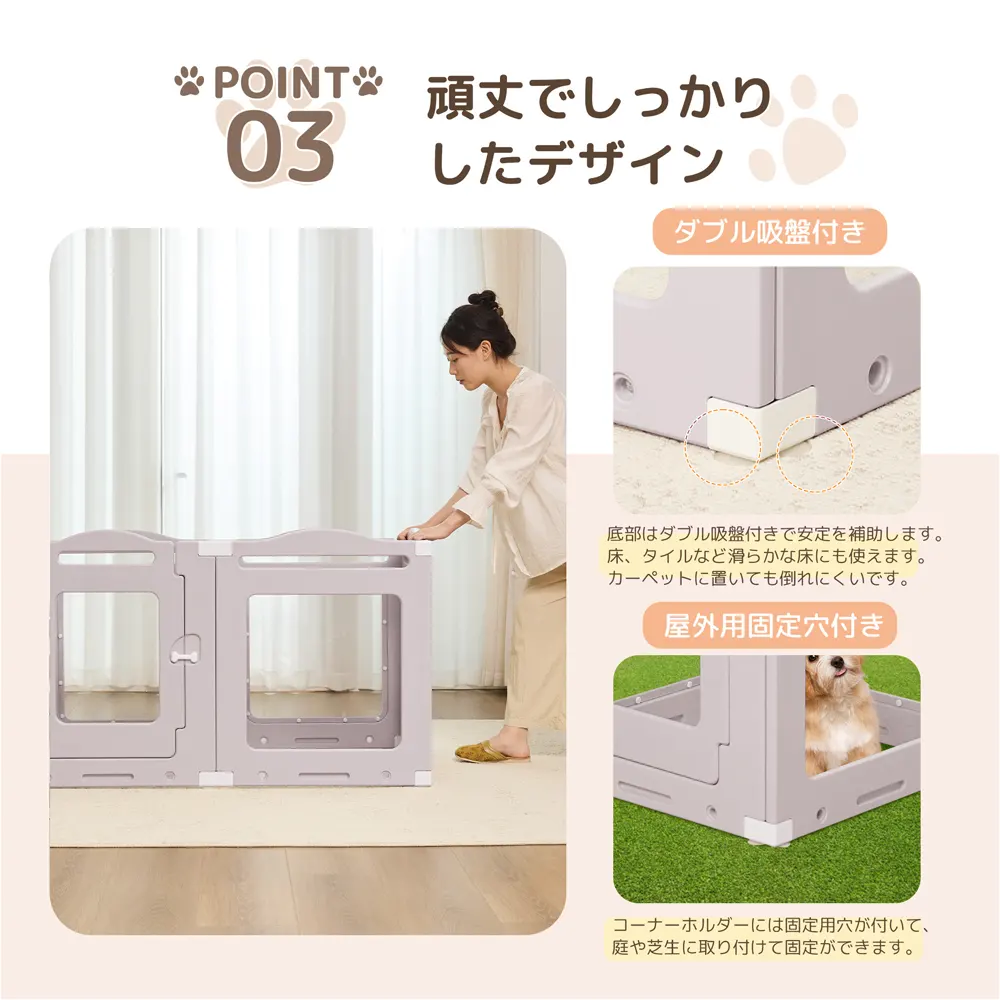 POINT
03
頑丈でしっかり
したデザイン
ダブル吸盤付き
底部はダブル吸盤付きで安定を補助します。
床、タイルなど滑らかな床にも使えます。
カーペットに置いても倒れにくいです。
屋外用固定穴付き
コーナーホルダーには固定用穴が付いて、
庭や芝生に取り付けて固定ができます。